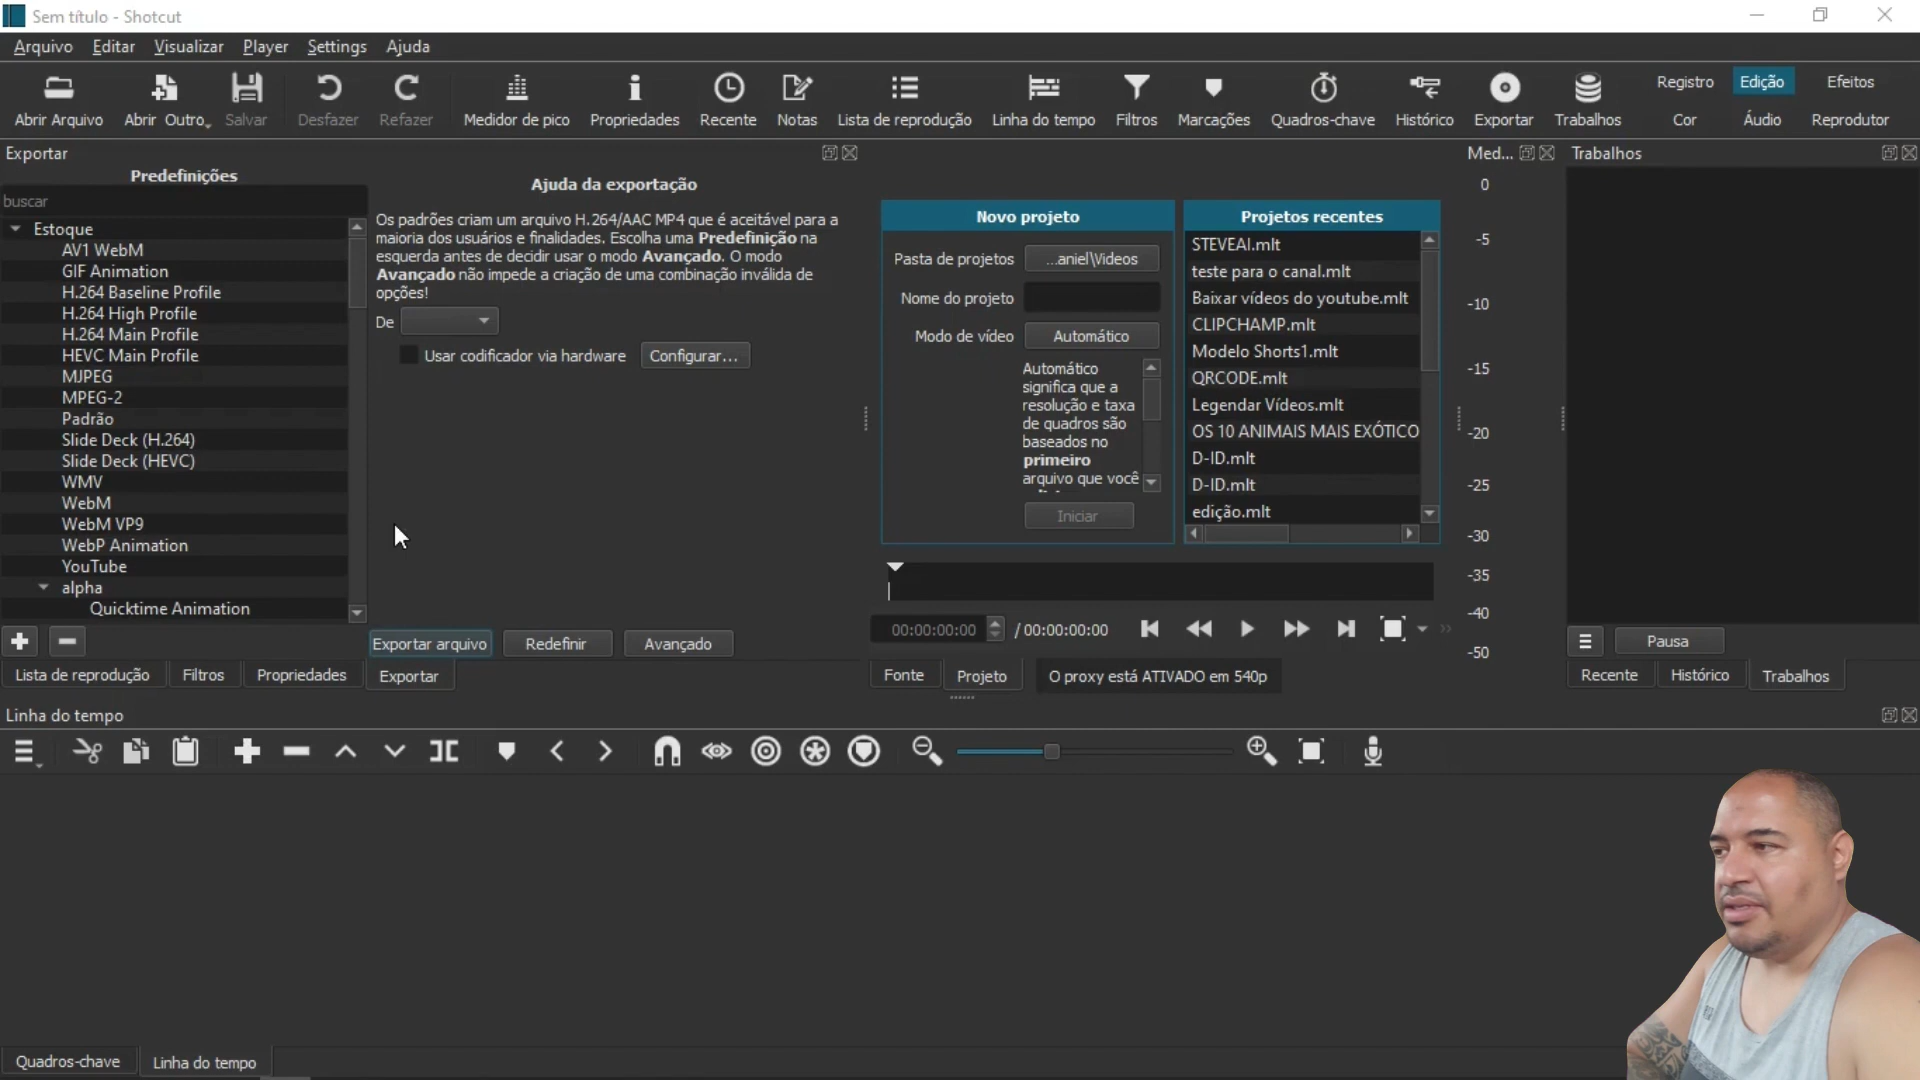 Sem título - Shotcut
Arquivo Editar Visualizar Player Settings Ajuda
Abrir Arquivo Abrir Outro Salvar Desfazer Refazer Medidor de pico Propriedades Recente Notas Lista de reprodução Linha do tempo Filtros Marcações Quadros-chave Histórico Exportar Trabalhos
Registro Edição Efeitos
Cor Áudio Reprodutor
Exportar
Predefinições
buscar
Estoque
AV1 WebM
GIF Animation
H.264 Baseline Profile
H.264 High Profile
H.264 Main Profile
HEVC Main Profile
MJPEG
MPEG-2
Padrão
Slide Deck (H.264)
Slide Deck (HEVC)
WMV
WebM
WebM VP9
WebP Animation
YouTube
alpha
Quicktime Animation
Ajuda da exportação
Os padrões criam um arquivo H.264/AAC MP4 que é aceitável para a
maioria dos usuários e finalidades. Escolha uma Predefinição na
esquerda antes de decidir usar o modo Avançado. O modo
Avançado não impede a criação de uma combinação inválida de
opções!
De
Usar codificador via hardware Configurar...
Exportar arquivo Redefinir Avançado
Lista de reprodução Filtros Propriedades Exportar
Novo projeto
Pasta de projetos ...aniel\Videos
Nome do projeto
Modo de vídeo Automático
Automático
significa que a
resolução e taxa
de quadros são
baseados no
primeiro
arquivo que você
Iniciar
Projetos recentes
STEVEAI.mlt
teste para o canal.mlt
Baixar vídeos do youtube.mlt
CLIPCHAMP.mlt
Modelo Shorts1.mlt
QRCODE.mlt
Legendar Vídeos.mlt
OS 10 ANIMAIS MAIS EXÓTICO
D-ID.mlt
D-ID.mlt
edição.mlt
00:00:00:00 /00:00:00:00
Fonte Projeto O proxy está ATIVADO em 540p
Med...
0
-5
-10
-15
-20
-25
-30
-35
-40
-50
Trabalhos
Pausa
Recente Histórico Trabalhos
Linha do tempo
Quadros-chave Linha do tempo